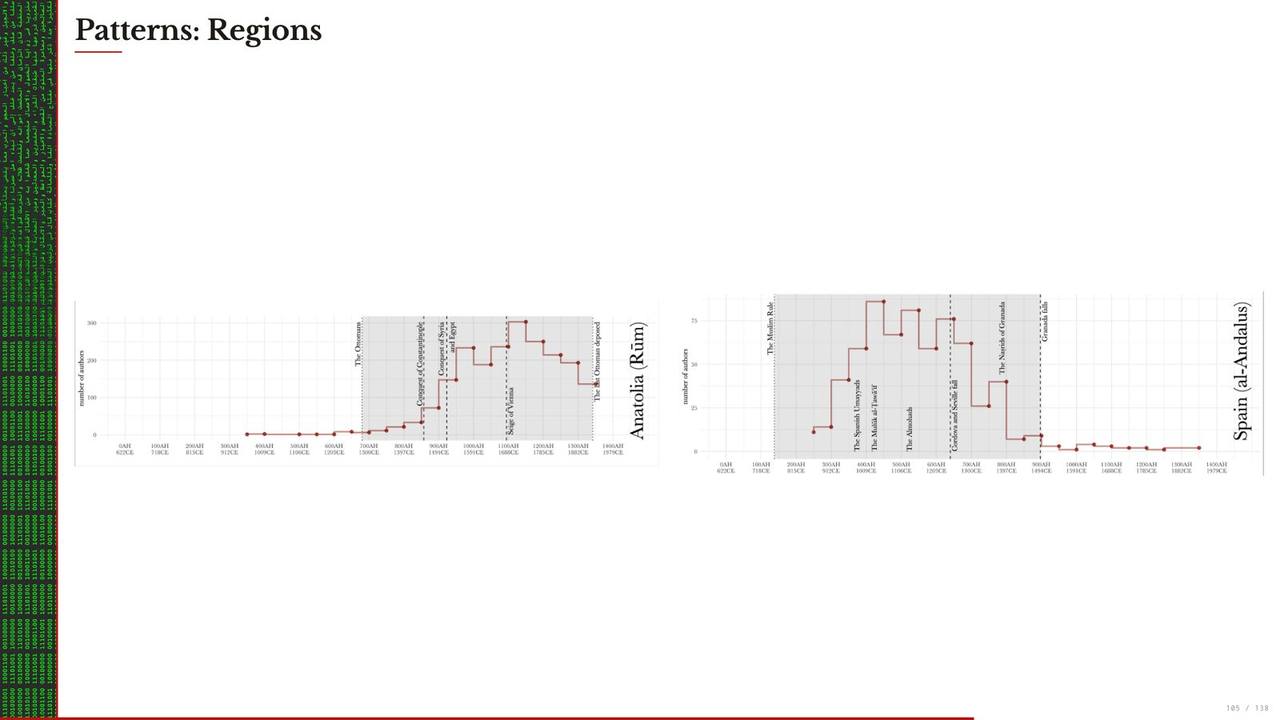 Patterns: Regions
number of authors
300
200
100
0
The Ottomans
Conquest of Constantinople
Conquest of Syria
and Egypt
Seige of Vienna
The last Ottoman deposed
Anatolia (Rūm)
0AH 100AH 200AH 300AH 400AH 500AH 600AH 700AH 800AH 900AH 1000AH 1100AH 1200AH 1300AH 1400AH
622CE 718CE 815CE 912CE 1009CE 1106CE 1203CE 1300CE 1397CE 1494CE 1591CE 1688CE 1785CE 1882CE 1979CE
number of authors
75
50
25
0
The Muslim Rule
The Spanish Umayyads
The Mulūk al-Ṭawāʾif
The Almohads
Cordova and Seville fall
The Naṣrids of Granada
Granada falls
Spain (al-Andalus)
0AH 100AH 200AH 300AH 400AH 500AH 600AH 700AH 800AH 900AH 1000AH 1100AH 1200AH 1300AH 1400AH
622CE 718CE 815CE 912CE 1009CE 1106CE 1203CE 1300CE 1397CE 1494CE 1591CE 1688CE 1785CE 1882CE 1979CE
105 / 138